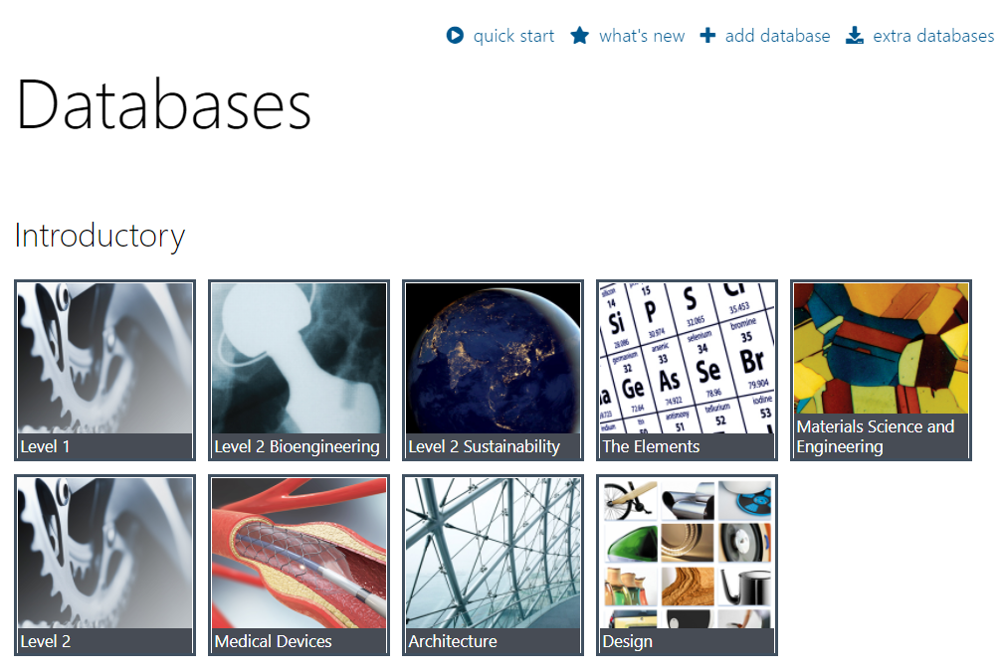 quick start what's new add database extra databases
Databases
Introductory
silicon 14 Si 28.086
15 P 30.974
S 32.065
35.453
germanium 32 Ge 72.64
arsenic 33 As 74.922
selenium 34 Se 78.96
bromine 35 Br 79.904
antimony 51
tellurium 52
iodine 53
Level 1
Level 2 Bioengineering
Level 2 Sustainability
The Elements
Materials Science and
Engineering
Level 2
Medical Devices
Architecture
Design